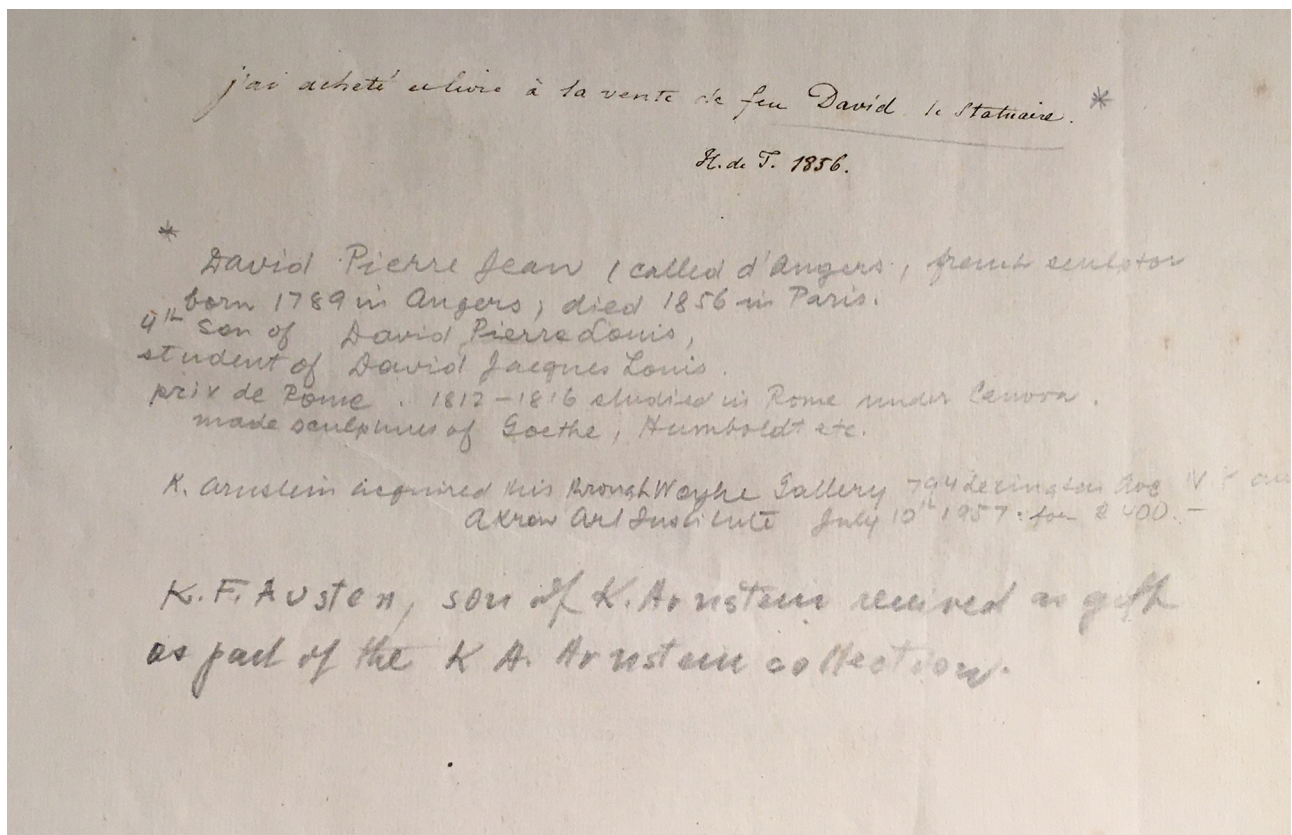 j'ai acheté ce livre à la vente de feu David le statuaire. *
H. de T. 1856.
*
David Pierre Jean (called d'Angers, french sculptor
born 1789 in Angers, died 1856 in Paris.
4th son of David Pierre Louis,
student of David Jacques Louis.
prix de Rome. 1812-1816 studied in Rome under Canova.
made sculptures of Goethe, Humboldt etc.
K. Arnstein acquired this through Weyhe Gallery 794 Lexington Ave N.Y
Akron Art Institute July 10th 1957. for $400.-
K.F. Austen, son of K. Arnstein received as gift
as part of the K A. Arnstein collection.